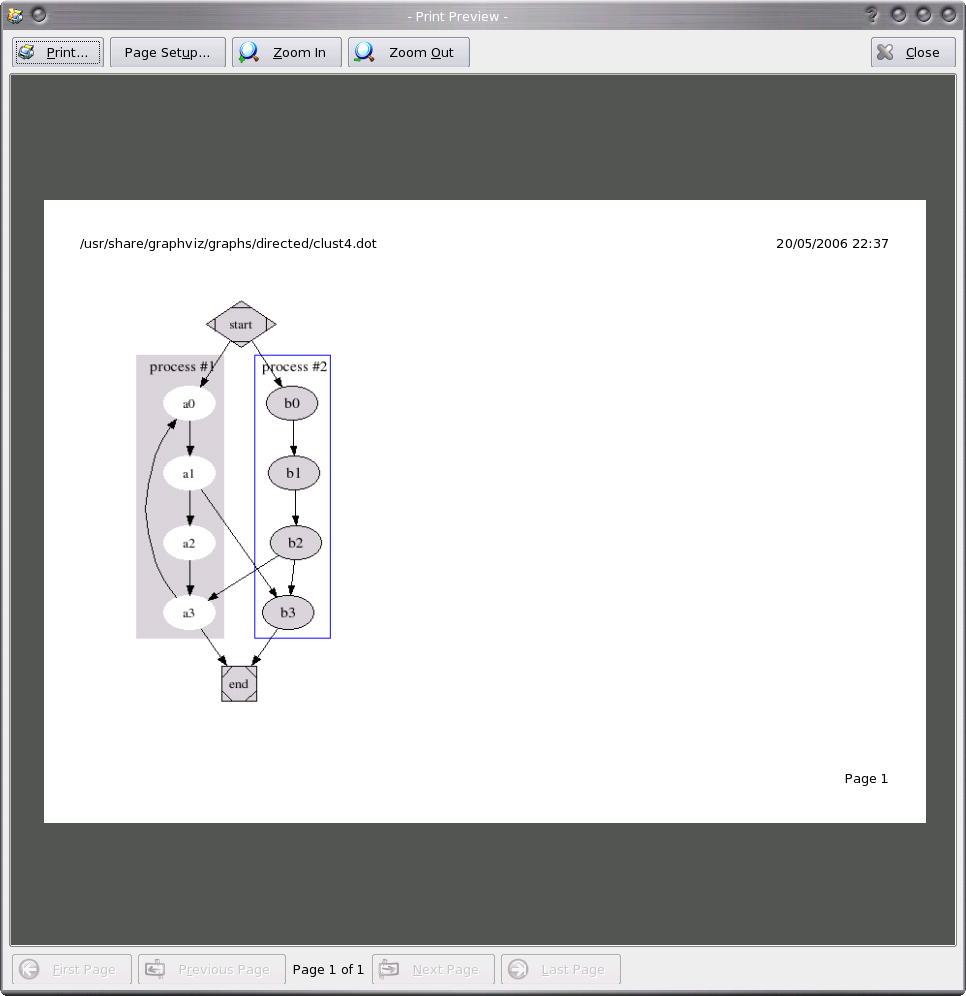 - Print Preview -
Print... Page Setup... Zoom In Zoom Out Close
/usr/share/graphviz/graphs/directed/clust4.dot 20/05/2006 22:37
start
process #1 process #2
a0 b0
a1 b1
a2 b2
a3 b3
end
Page 1
First Page Previous Page Page 1 of 1 Next Page Last Page